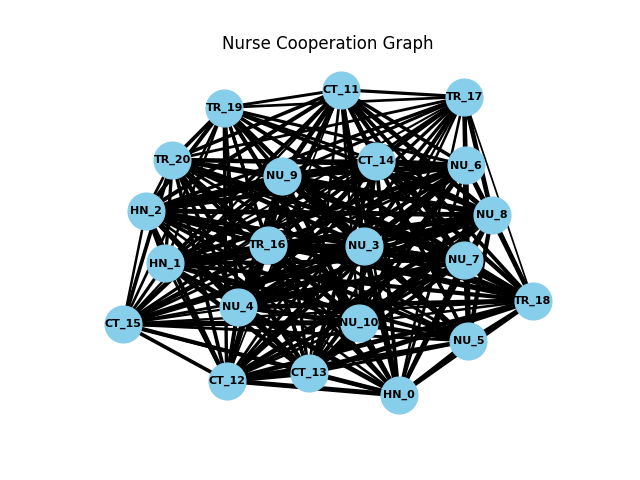 Nurse Cooperation Graph
CT_11
TR_17
TR_19
TR_20
CT_14
NU_6
NU_9
HN_2
NU_8
TR_16
NU_3
HN_1
NU_7
TR_18
NU_4
CT_15
NU_10
NU_5
CT_13
CT_12
HN_0